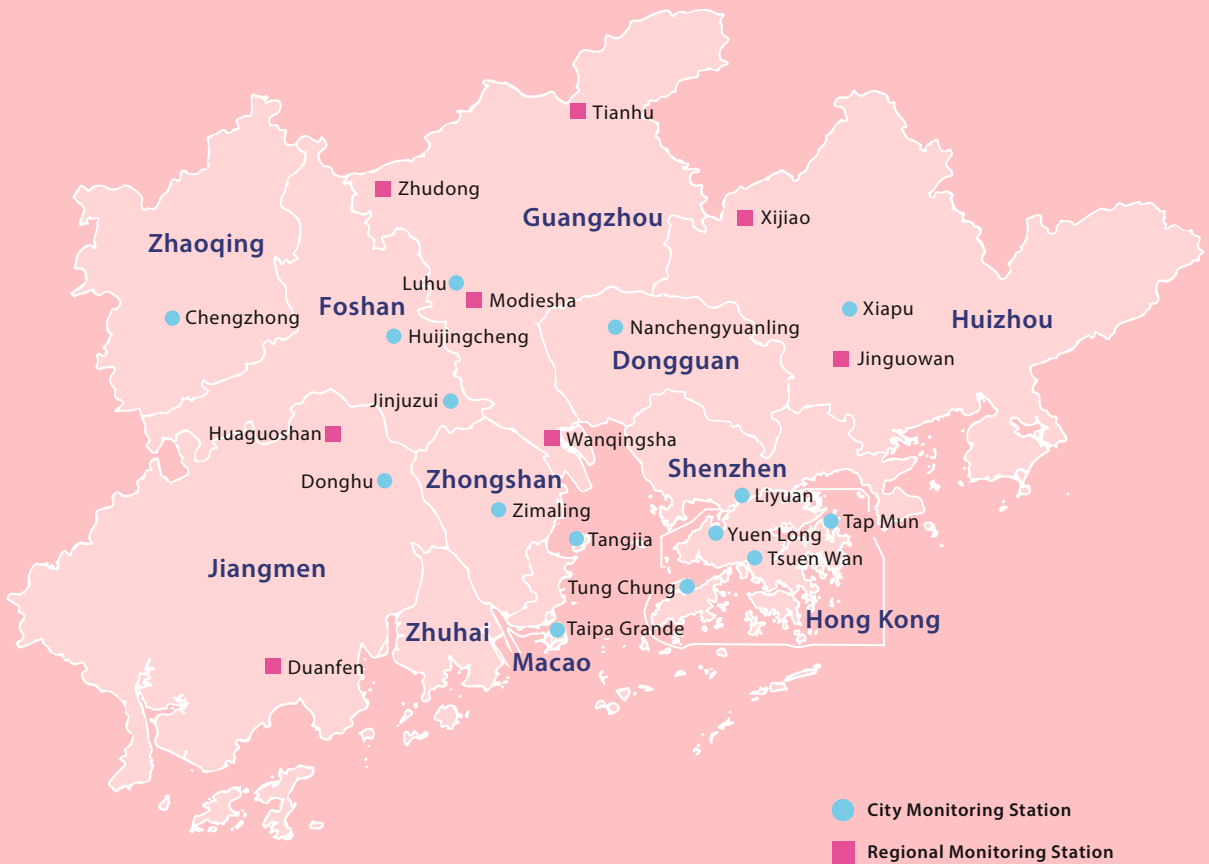 Tianhu
Zhudong
Guangzhou
Xijiao
Zhaoqing
Luhu
Modiesha
Foshan
Chengzhong
Xiapu
Huizhou
Nanchengyuanling
Huijingcheng
Dongguan
Jinguowan
Jinjuzui
Huaguoshan
Wanqingsha
Shenzhen
Donghu
Zhongshan
Liyuan
Zimaling
Tap Mun
Yuen Long
Tangjia
Tsuen Wan
Jiangmen
Tung Chung
Hong Kong
Zhuhai
Taipa Grande
Macao
Duanfen
City Monitoring Station
Regional Monitoring Station